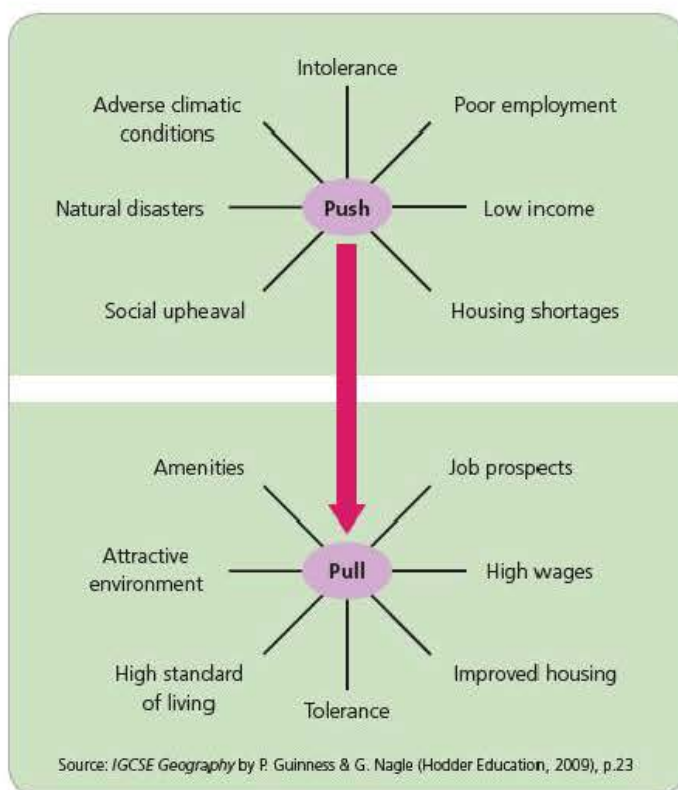 Intolerance
Adverse climatic
conditions
Poor employment
Natural disasters
Push
Low income
Social upheaval
Housing shortages
Amenities
Job prospects
Attractive
environment
Pull
High wages
High standard
of living
Improved housing
Tolerance
Source: IGCSE Geography by P. Guinness & G. Nagle (Hodder Education, 2009), p.23